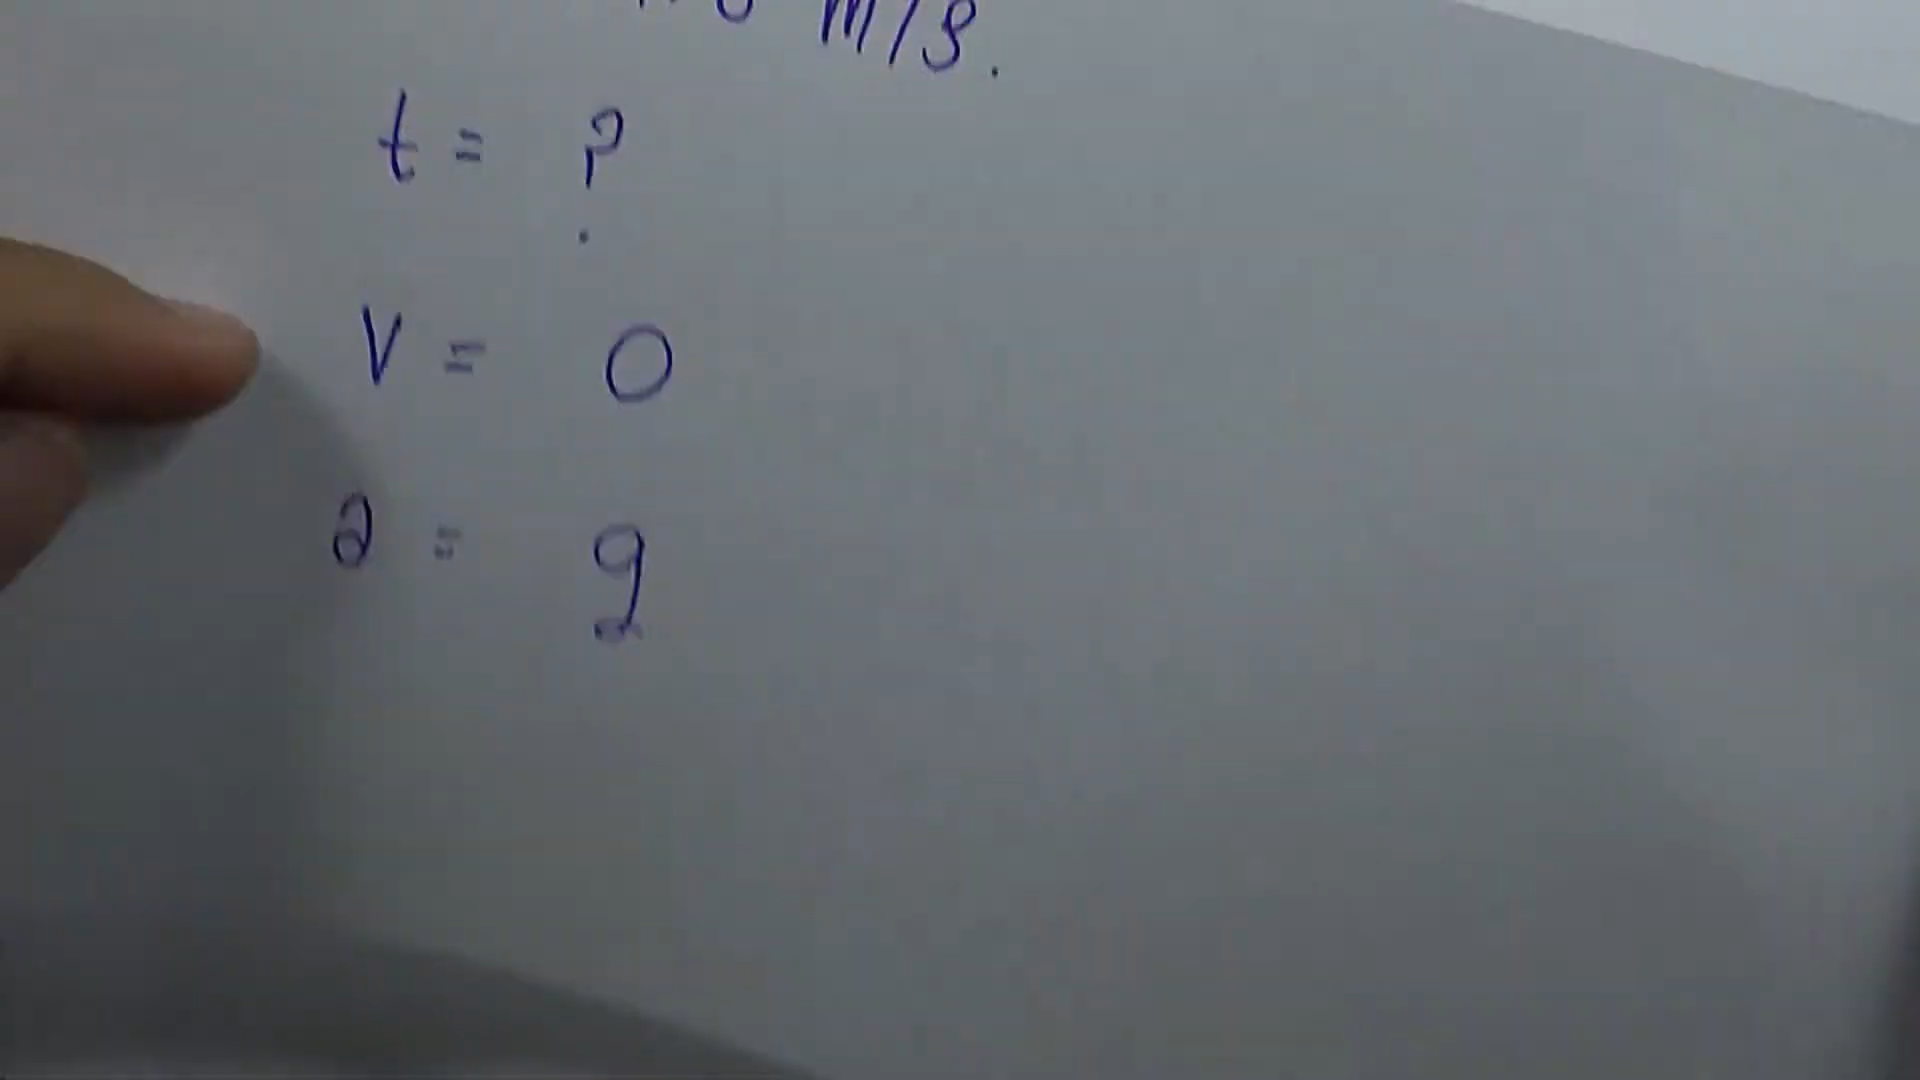 m/s.
t = ?
V = 0
a = g